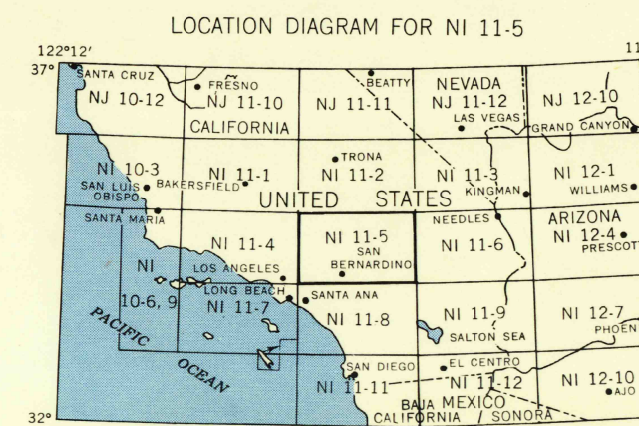 LOCATION DIAGRAM FOR NI 11-5
122°12'
37°
SANTA CRUZ
FRESNO
BEATTY
NEVADA
NJ 10-12
NJ 11-10
NJ 11-11
NJ 11-12
NJ 12-10
CALIFORNIA
LAS VEGAS
GRAND CANYON
TRONA
NI 10-3
NI 11-1
NI 11-2
NI 11-3
NI 12-1
SAN LUIS
OBISPO
BAKERSFIELD
KINGMAN
WILLIAMS
UNITED STATES
SANTA MARIA
NEEDLES
ARIZONA
NI 11-4
NI 11-5
NI 11-6
NI 12-4
SAN
BERNARDINO
PRESCOTT
NI
10-6, 9
LOS ANGELES
LONG BEACH
SANTA ANA
NI 11-7
NI 11-8
NI 11-9
NI 12-7
SALTON SEA
PHOEN
PACIFIC
OCEAN
SAN DIEGO
EL CENTRO
NI 11-11
NI 11-12
NI 12-10
AJO
BAJA MEXICO
CALIFORNIA / SONORA
32°